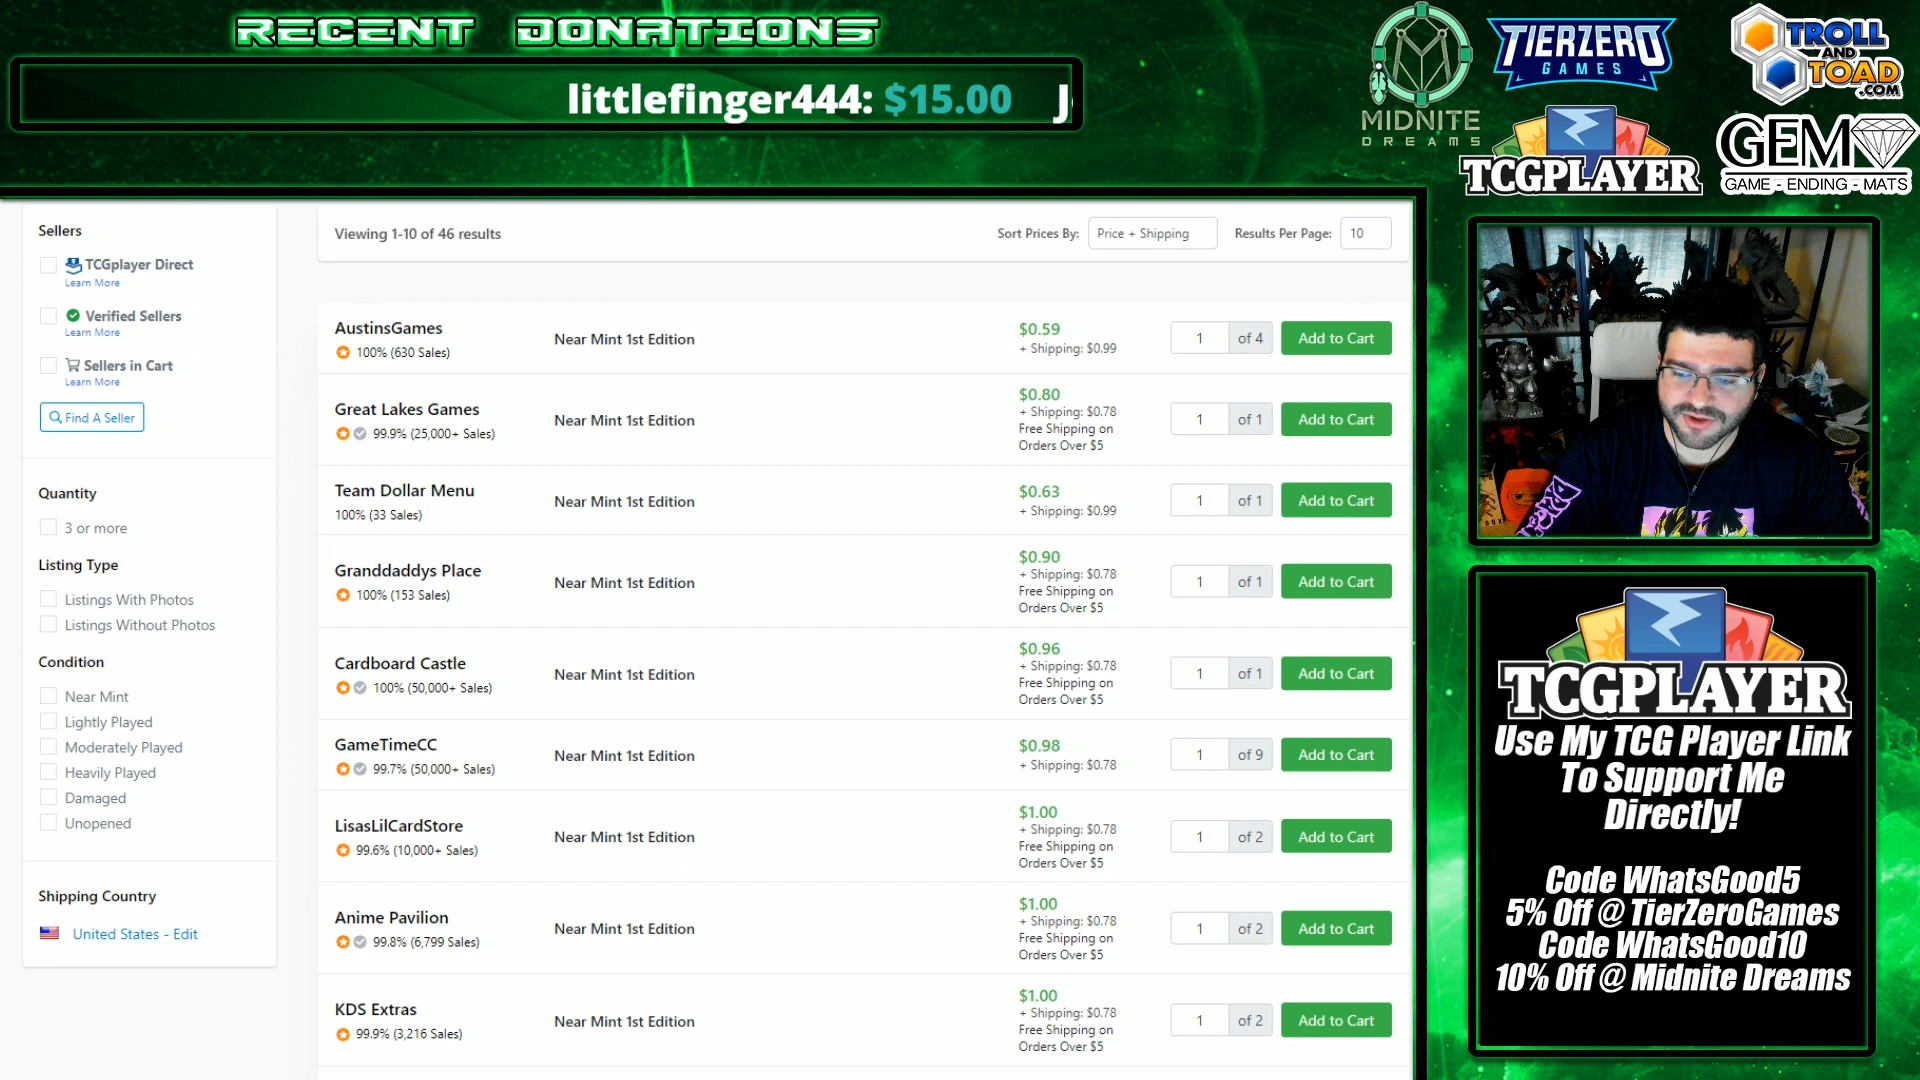 RECENT DONATIONS
littlefinger444: $15.00 J
MIDNITE
DREAMS
TIERZERO
GAMES
TROLL
AND
TOAD
.COM
TCGPLAYER
GEM
GAME - ENDING - MATS
Sellers
TCGplayer Direct
Learn More
Verified Sellers
Learn More
Sellers in Cart
Learn More
Find A Seller
Quantity
3 or more
Listing Type
Listings With Photos
Listings Without Photos
Condition
Near Mint
Lightly Played
Moderately Played
Heavily Played
Damaged
Unopened
Shipping Country
United States - Edit
Viewing 1-10 of 46 results
Sort Prices By: Price + Shipping Results Per Page: 10
AustinsGames
100% (630 Sales)
Near Mint 1st Edition
$0.59
+ Shipping: $0.99
1 of 4 Add to Cart
Great Lakes Games
99.9% (25,000+ Sales)
Near Mint 1st Edition
$0.80
+ Shipping: $0.78
Free Shipping on
Orders Over $5
1 of 1 Add to Cart
Team Dollar Menu
100% (33 Sales)
Near Mint 1st Edition
$0.63
+ Shipping: $0.99
1 of 1 Add to Cart
Granddaddys Place
100% (153 Sales)
Near Mint 1st Edition
$0.90
+ Shipping: $0.78
Free Shipping on
Orders Over $5
1 of 1 Add to Cart
Cardboard Castle
100% (50,000+ Sales)
Near Mint 1st Edition
$0.96
+ Shipping: $0.78
Free Shipping on
Orders Over $5
1 of 1 Add to Cart
GameTimeCC
99.7% (50,000+ Sales)
Near Mint 1st Edition
$0.98
+ Shipping: $0.78
1 of 9 Add to Cart
LisasLilCardStore
99.6% (10,000+ Sales)
Near Mint 1st Edition
$1.00
+ Shipping: $0.78
Free Shipping on
Orders Over $5
1 of 2 Add to Cart
Anime Pavilion
99.8% (6,799 Sales)
Near Mint 1st Edition
$1.00
+ Shipping: $0.78
Free Shipping on
Orders Over $5
1 of 2 Add to Cart
KDS Extras
99.9% (3,216 Sales)
Near Mint 1st Edition
$1.00
+ Shipping: $0.78
Free Shipping on
Orders Over $5
1 of 2 Add to Cart
TCGPLAYER
Use My TCG Player Link
To Support Me
Directly!
Code WhatsGood5
5% Off @ TierZeroGames
Code WhatsGood10
10% Off @ Midnite Dreams